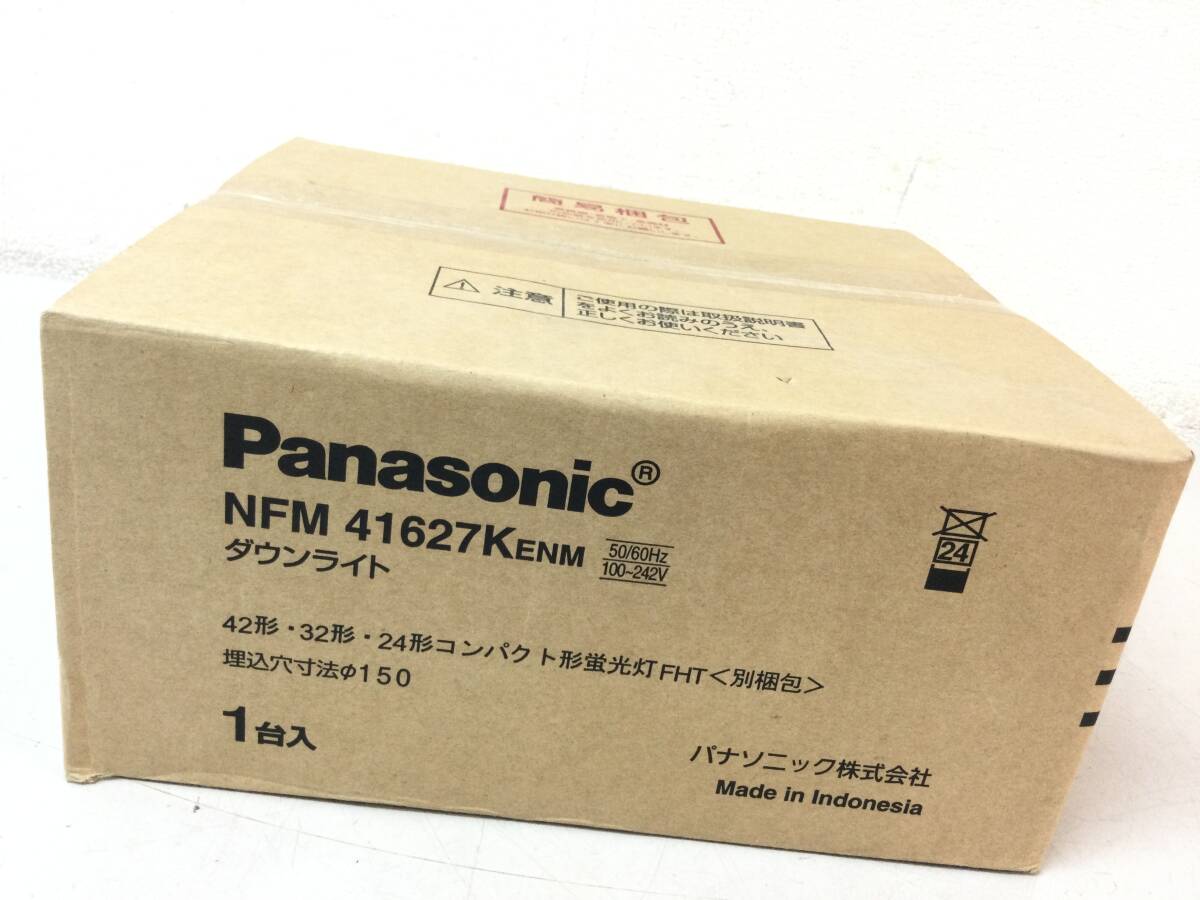 簡易梱包
⚠ 注意
ご使用の際は取扱説明書
をよくお読みのうえ、
正しくお使いください
Panasonic®
NFM 41627KENM
50/60Hz
100~242V
ダウンライト
24
42形・32形・24形コンパクト形蛍光灯FHT<別梱包>
埋込穴寸法φ150
1台入
パナソニック株式会社
Made in Indonesia